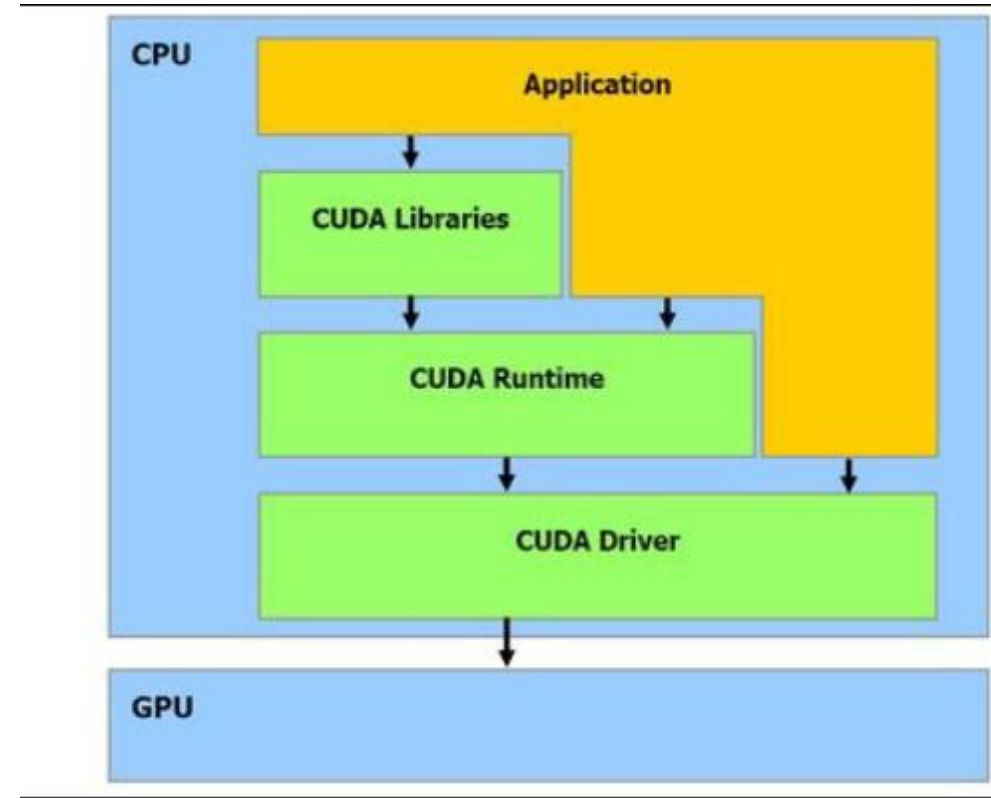 CPU
Application
CUDA Libraries
CUDA Runtime
CUDA Driver
GPU